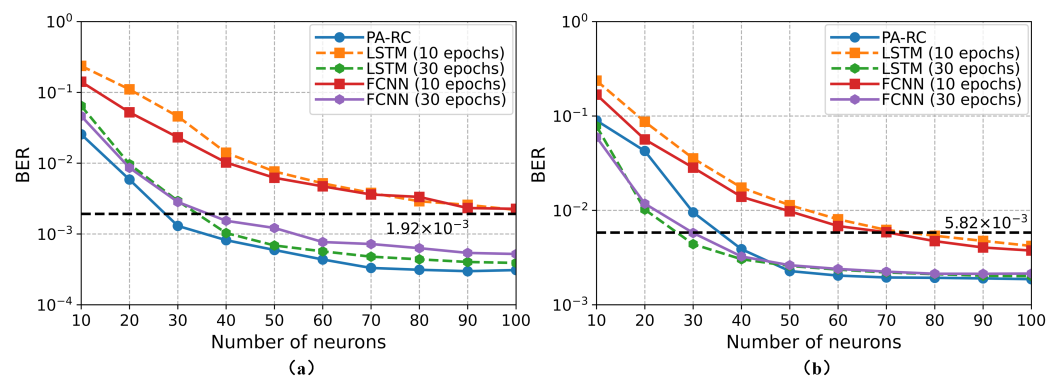 10⁰
10⁻¹
10⁻²
10⁻³
10⁻⁴
BER
PA-RC
LSTM (10 epochs)
LSTM (30 epochs)
FCNN (10 epochs)
FCNN (30 epochs)
1.92×10⁻³
10 20 30 40 50 60 70 80 90 100
Number of neurons
(a)
10⁰
10⁻¹
10⁻²
10⁻³
BER
PA-RC
LSTM (10 epochs)
LSTM (30 epochs)
FCNN (10 epochs)
FCNN (30 epochs)
5.82×10⁻³
10 20 30 40 50 60 70 80 90 100
Number of neurons
(b)